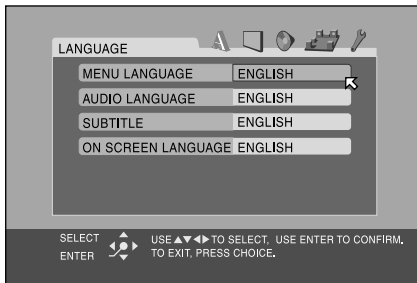 LANGUAGE
MENU LANGUAGE ENGLISH
AUDIO LANGUAGE ENGLISH
SUBTITLE ENGLISH
ON SCREEN LANGUAGE ENGLISH
SELECT USE ▲▼◀▶ TO SELECT, USE ENTER TO CONFIRM.
ENTER TO EXIT, PRESS CHOICE.